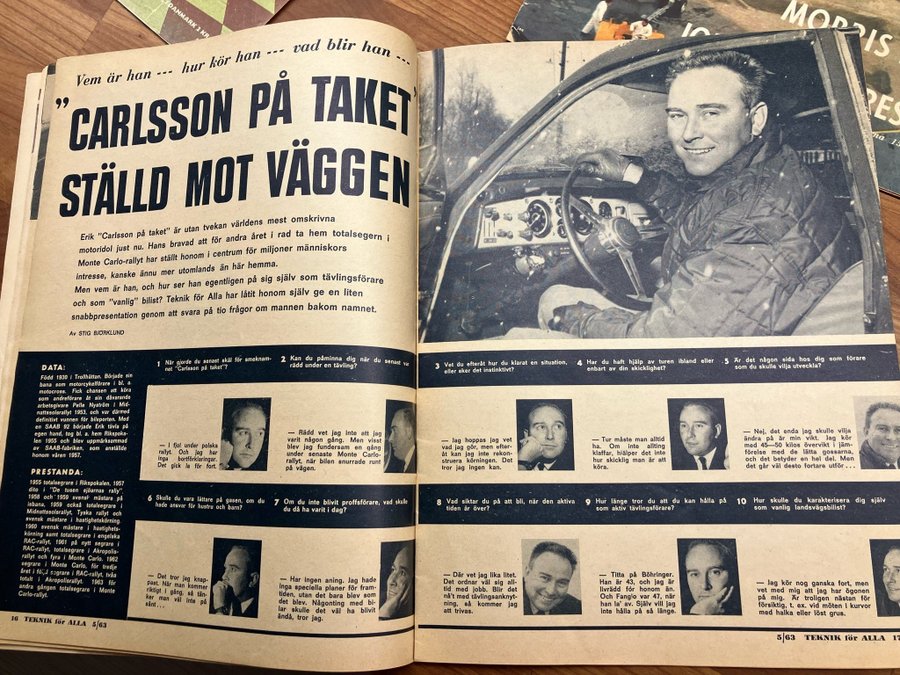 DANMARK 3 KR
MORRIS
Vem är han --- hur kör han --- vad blir han ---
”CARLSSON PÅ TAKET”
STÄLLD MOT VÄGGEN
Erik ”Carlsson på taket” är utan tvekan världens mest omskrivna
motoridol just nu. Hans bravad att för andra året i rad ta hem totalsegern i
Monte Carlo-rallyt har ställt honom i centrum för miljoner människors
intresse, kanske ännu mer utomlands än här hemma.
Men vem är han, och hur ser han egentligen på sig själv som tävlingsförare
och som ”vanlig” bilist? Teknik för Alla har låtit honom själv ge en liten
snabbpresentation genom att svara på tio frågor om mannen bakom namnet.
Av STIG BJÖRKLUND
DATA:
Född 1930 i Trollhättan. Började sin
bana som motorcykelförare i bl. a.
motocross. Fick chansen att köra
som andreförare åt sin dåvarande
arbetsgivare Pelle Nyström i Mid-
nattssolsrallyt 1953, och var därmed
definitivt vunnen för bilsporten. Med
en SAAB 92 började Erik tävla på
egen hand, tog bl. a. hem Rikspoka-
len 1955 och blev uppmärksammad
av SAAB-fabriken, som anställde
honom våren 1957.
PRESTANDA:
1955 totalsegrare i Rikspokalen, 1957
dito i ”De tusen sjöarnas rally”,
1958 och 1959 svensk mästare på
isbana, 1959 också totalsegrare i
Midnattssolsrallyt, Tyska rallyt och
svensk mästare i hastighetskörning.
1960 svensk mästare i hastighets-
körning samt totalsegrare i engelska
RAC-rallyt, 1961 på nytt segrare i
RAC-rallyt, totalsegrare i Akropolis-
rallyt och fyra i Monte Carlo. 1962
segrare i Monte Carlo, för tredje
året i följd segrare i RAC-rallyt, tvåa
totalt i Akropolisrallyt. 1963 för
andra gången totalsegrare i Monte
Carlo.
1 När gjorde du senast skäl för smeknam-
net ”Carlsson på taket”?
— I fjol under polska
rallyt. Och jag har
inga bortförklaringar.
Det gick la för fort.
2 Kan du påminna dig när du senast var
rädd under en tävling?
— Rädd vet jag inte att jag
varit någon gång. Men visst
blev jag fundersam en gång
under senaste Monte Carlo-
rallyt, när bilen snurrade runt
på vägen.
3 Vet du efteråt hur du klarat en situation,
eller sker det instinktivt?
— Jag hoppas jag vet
vad jag gör, men efter-
åt kan jag inte rekon-
struera körningen. Det
tror jag ingen kan.
4 Har du haft hjälp av turen ibland eller
enbart av din skicklighet?
— Tur måste man alltid
ha. Om inte allting
klaffar, hjälper det inte
hur skicklig man är att
köra.
5 Är det någon sida hos dig som förare
som du skulle vilja utveckla?
— Nej, det enda jag skulle vilja
ändra på är min vikt. Jag kör
med 45—50 kilos övervikt i jäm-
förelse med de lätta gossarna,
och det betyder en hel del. Men
det går väl desto fortare utför . . .
6 Skulle du vara lättare på gasen, om du
hade ansvar för hustru och barn?
— Det tror jag knap-
past. När man kommer
riktigt i gång, så tän-
ker man väl inte på
sånt . . .
7 Om du inte blivit proffsförare, vad skulle
du då ha varit i dag?
— Har ingen aning. Jag hade
inga speciella planer för fram-
tiden, utan det bara blev som
det blev. Någonting med bi-
lar skulle det väl ha blivit
ändå, tror jag.
8 Vad siktar du på att bli, när den aktiva
tiden är över?
— Där vet jag lika litet.
Det ordnar väl sig all-
tid med jobb. Blir det
nå't med tävlingsanknyt-
ning, så kommer jag
att trivas.
9 Hur länge tror du att du kan hålla på
som aktiv tävlingsförare?
— Titta på Böhringer.
Han är 43, och jag är
livrädd för honom än.
Och Fangio var 47, när
han la' av. Själv vill jag
inte hålla på så länge.
10 Hur skulle du karakterisera dig själv
som vanlig landsvägsbilist?
— Jag kör nog ganska fort, men
vet med mig att jag har ögonen
på mig. Är troligen nästan för
försiktig, t. ex. vid möten i kurvor
med halka eller löst grus.
16 TEKNIK för ALLA 5/63
5/63 TEKNIK för ALLA 17